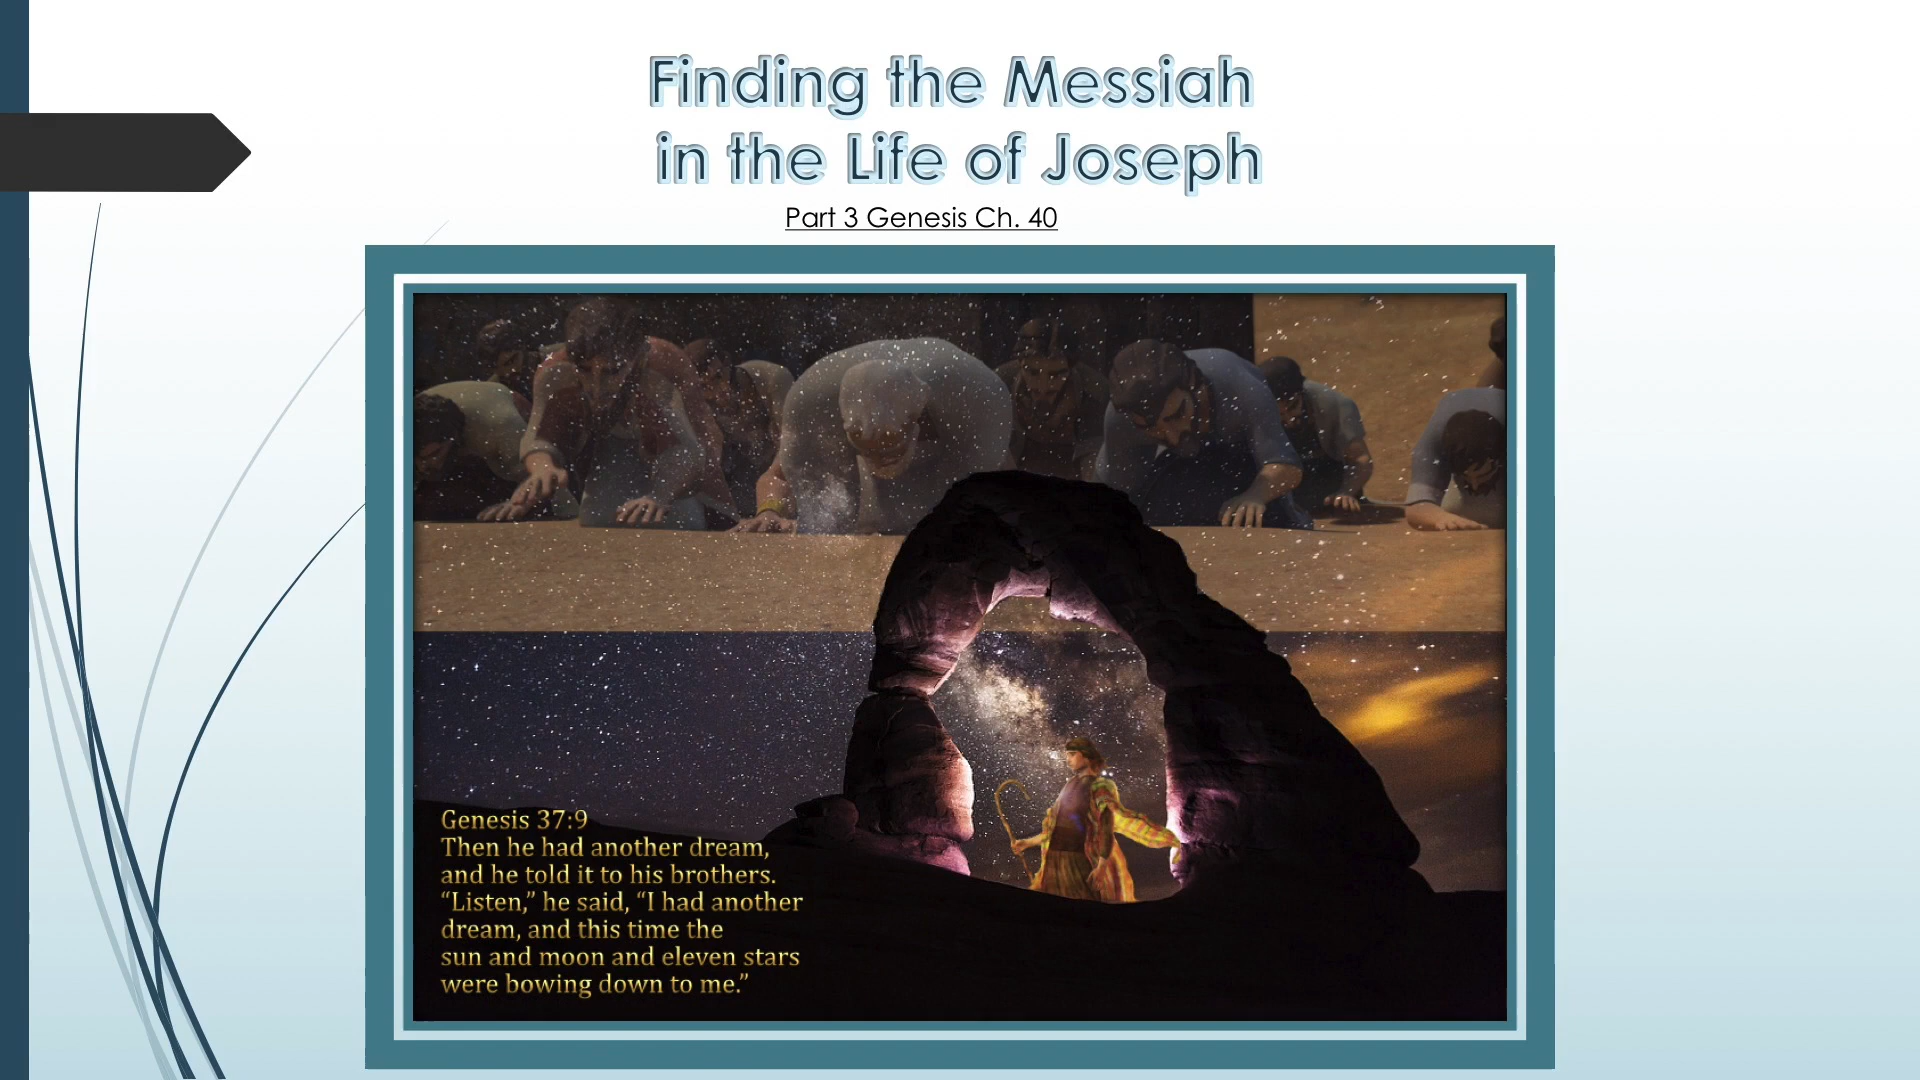 Finding the Messiah
in the Life of Joseph
Part 3 Genesis Ch. 40
Genesis 37:9
Then he had another dream,
and he told it to his brothers.
“Listen,” he said, “I had another
dream, and this time the
sun and moon and eleven stars
were bowing down to me.”